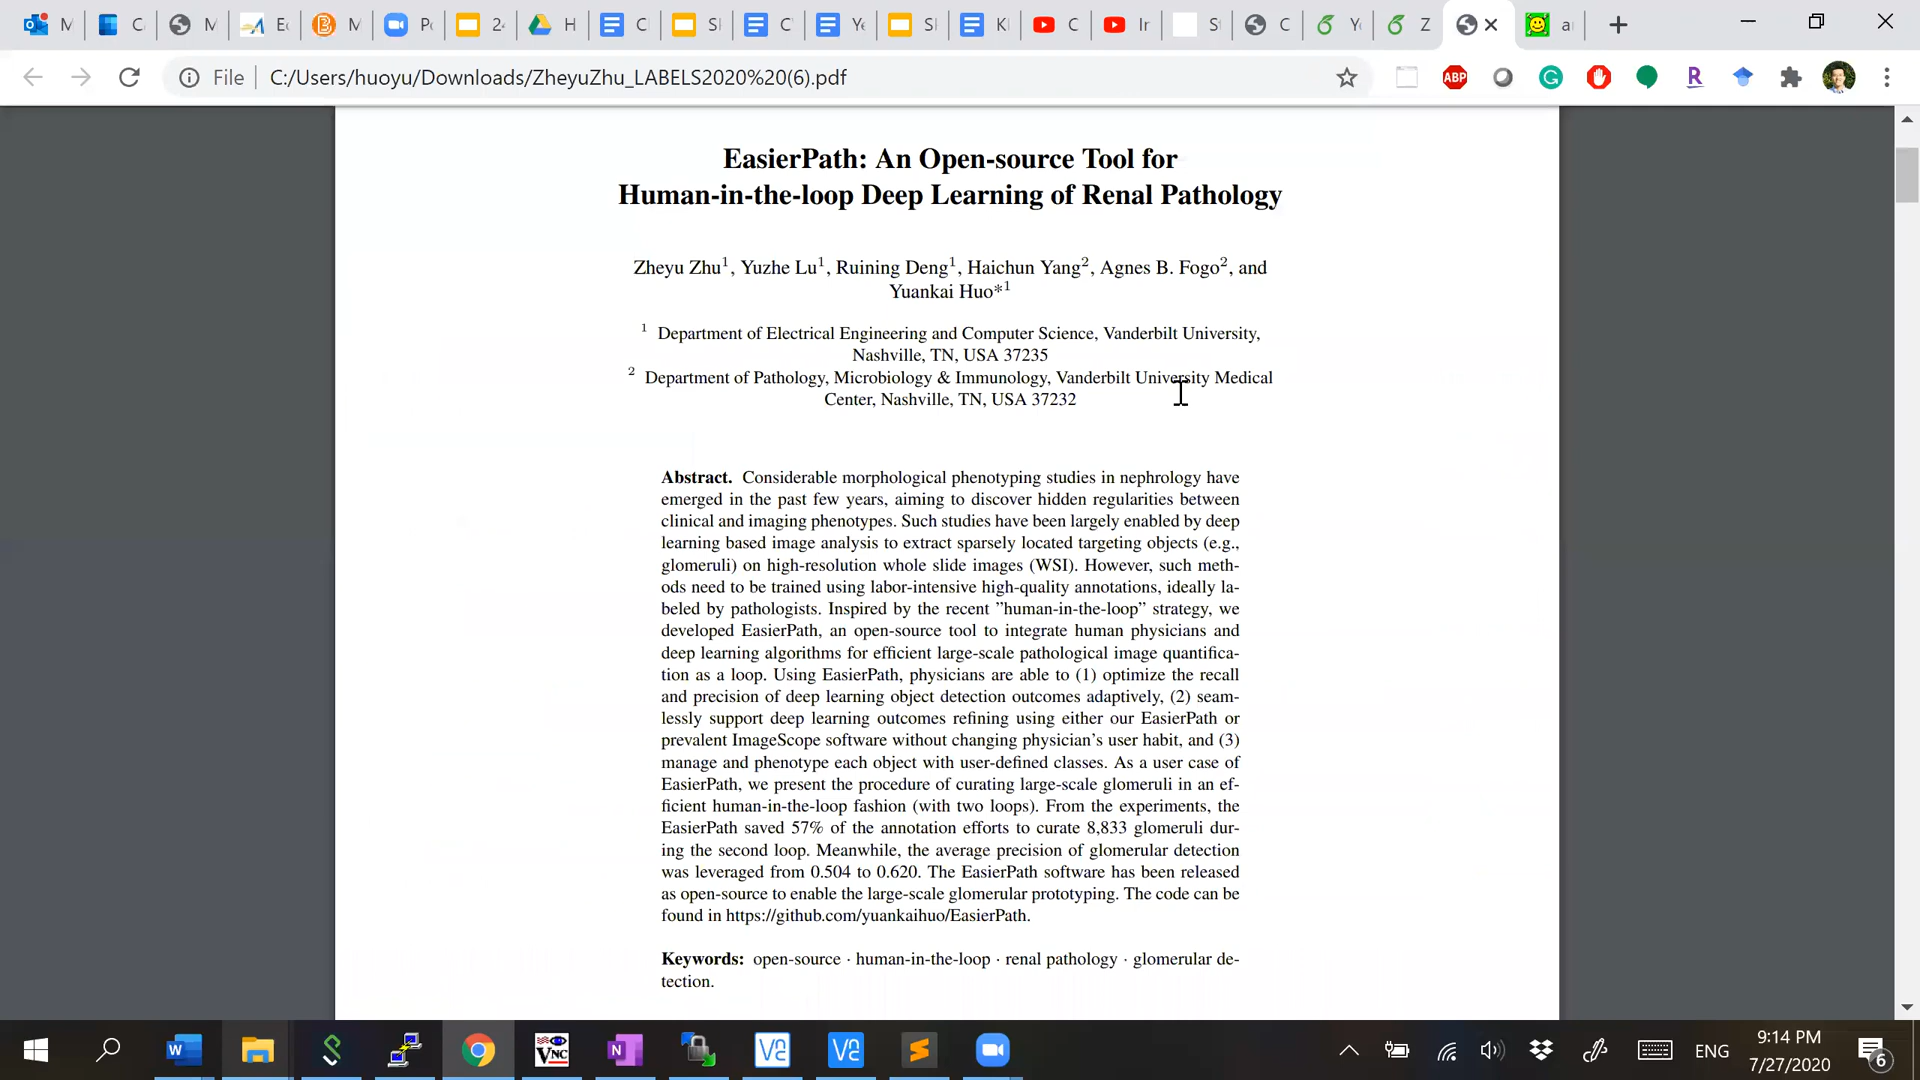 M
C
M
Ec
M
Po
24
H
C
Sl
C
Ye
Sl
Kl
C
Ir
St
C
Yo
Z
a
File C:/Users/huoyu/Downloads/ZheyuZhu_LABELS2020%20(6).pdf
ABP
EasierPath: An Open-source Tool for
Human-in-the-loop Deep Learning of Renal Pathology
Zheyu Zhu1, Yuzhe Lu1, Ruining Deng1, Haichun Yang2, Agnes B. Fogo2, and
Yuankai Huo*1
1 Department of Electrical Engineering and Computer Science, Vanderbilt University,
Nashville, TN, USA 37235
2 Department of Pathology, Microbiology & Immunology, Vanderbilt University Medical
Center, Nashville, TN, USA 37232
Abstract. Considerable morphological phenotyping studies in nephrology have
emerged in the past few years, aiming to discover hidden regularities between
clinical and imaging phenotypes. Such studies have been largely enabled by deep
learning based image analysis to extract sparsely located targeting objects (e.g.,
glomeruli) on high-resolution whole slide images (WSI). However, such meth-
ods need to be trained using labor-intensive high-quality annotations, ideally la-
beled by pathologists. Inspired by the recent ”human-in-the-loop” strategy, we
developed EasierPath, an open-source tool to integrate human physicians and
deep learning algorithms for efficient large-scale pathological image quantifica-
tion as a loop. Using EasierPath, physicians are able to (1) optimize the recall
and precision of deep learning object detection outcomes adaptively, (2) seam-
lessly support deep learning outcomes refining using either our EasierPath or
prevalent ImageScope software without changing physician's user habit, and (3)
manage and phenotype each object with user-defined classes. As a user case of
EasierPath, we present the procedure of curating large-scale glomeruli in an ef-
ficient human-in-the-loop fashion (with two loops). From the experiments, the
EasierPath saved 57% of the annotation efforts to curate 8,833 glomeruli dur-
ing the second loop. Meanwhile, the average precision of glomerular detection
was leveraged from 0.504 to 0.620. The EasierPath software has been released
as open-source to enable the large-scale glomerular prototyping. The code can be
found in https://github.com/yuankaihuo/EasierPath.
Keywords: open-source · human-in-the-loop · renal pathology · glomerular de-
tection.
ENG
9:14 PM
7/27/2020
6